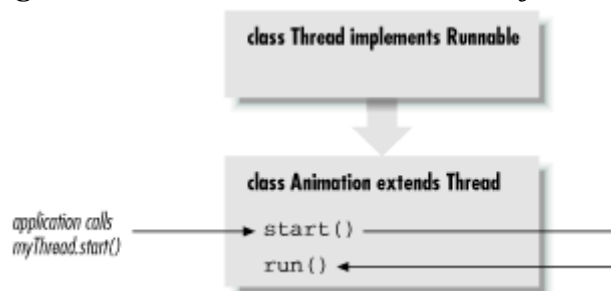 class Thread implements Runnable
class Animation extends Thread
application calls
myThread.start()
start()
run()